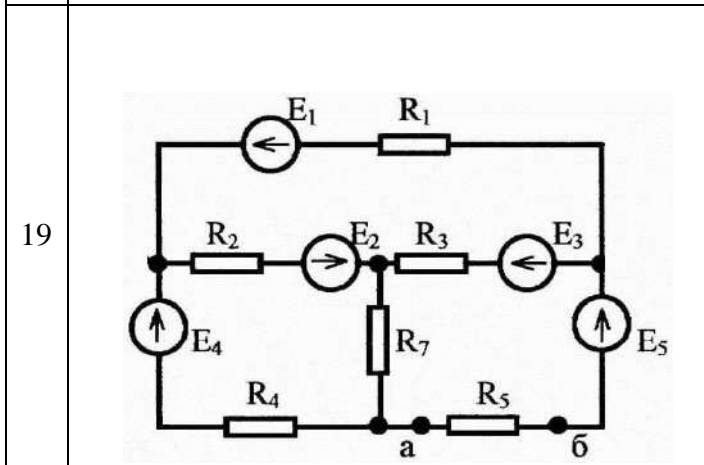 E₁ R₁
19
R₂ E₂ R₃ E₃
E₄ R₇ E₅
R₄ R₅
а б